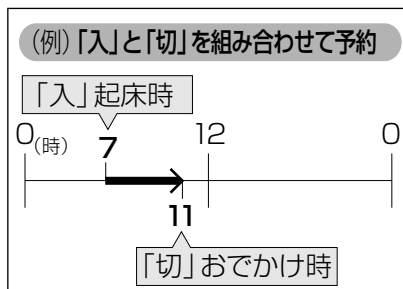 (例)「入」と「切」を組み合わせて予約
「入」起床時
0(時) 7 12 0
11
「切」おでかけ時